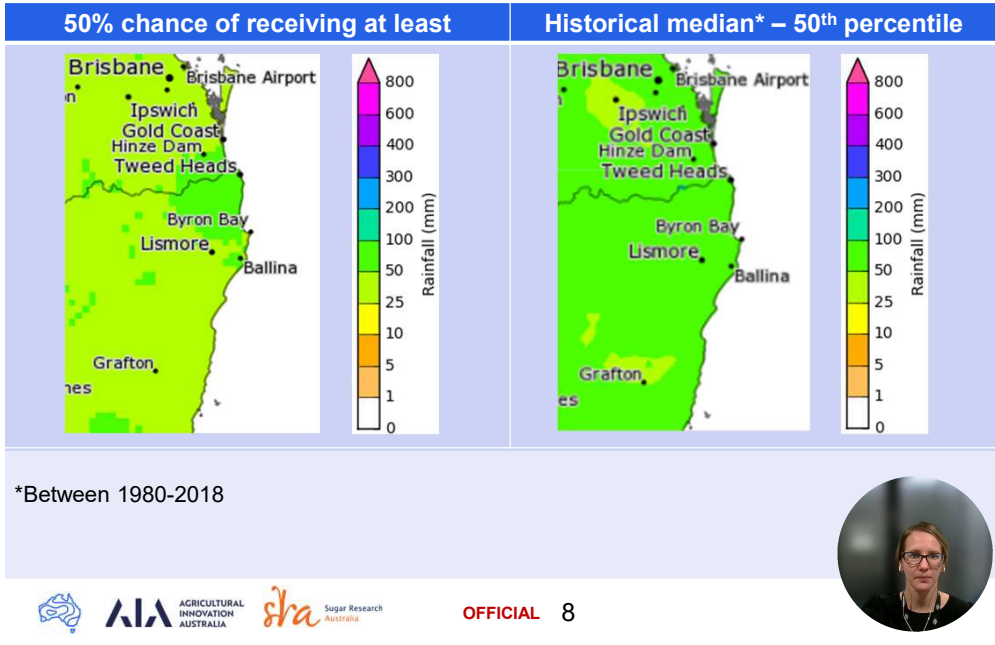 50% chance of receiving at least
Historical median* – 50th percentile
Brisbane
Brisbane Airport
n
Ipswich
Gold Coast
Hinze Dam
Tweed Heads
Byron Bay
Lismore
Ballina
Grafton
nes
800
600
400
300
200
100
50
25
10
5
1
0
Rainfall (mm)
Brisbane
Brisbane Airport
Ipswich
Gold Coast
Hinze Dam
Tweed Heads
Byron Bay
Lismore
Ballina
Grafton
es
800
600
400
300
200
100
50
25
10
5
1
0
Rainfall (mm)
*Between 1980-2018
AIA AGRICULTURAL
INNOVATION
AUSTRALIA
sra Sugar Research
Australia
OFFICIAL 8